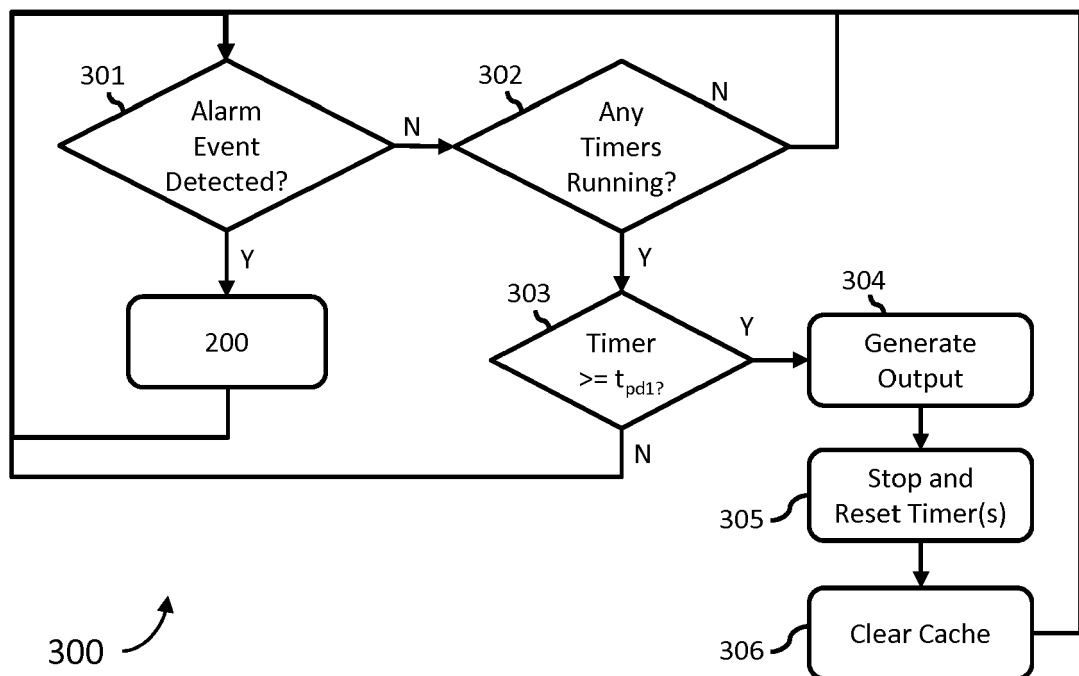 301
Alarm
Event
Detected?
N
Y
200
302
Any
Timers
Running?
N
Y
303
Timer
>= tpd1?
Y
N
304
Generate
Output
305
Stop and
Reset Timer(s)
306
Clear Cache
300